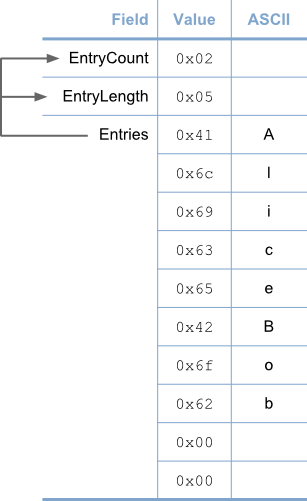 Field Value ASCII
EntryCount 0x02
EntryLength 0x05
Entries 0x41 A
0x6c l
0x69 i
0x63 c
0x65 e
0x42 B
0x6f o
0x62 b
0x00
0x00